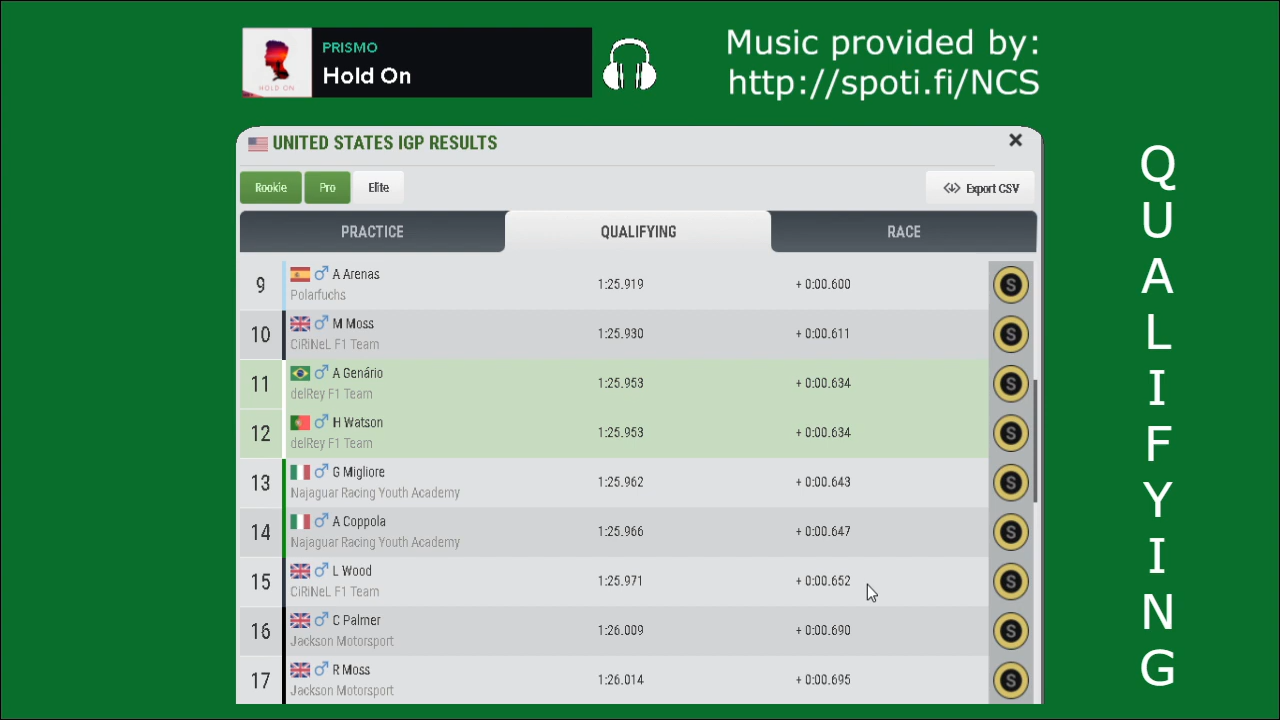 PRISMO
Hold On
HOLD ON
Music provided by:
http://spoti.fi/NCS
UNITED STATES IGP RESULTS
Rookie Pro Elite Export CSV
PRACTICE QUALIFYING RACE
9 A Arenas 1:25.919 + 0:00.600 S
Polarfuchs
10 M Moss 1:25.930 + 0:00.611 S
CiRiNeL F1 Team
11 A Genário 1:25.953 + 0:00.634 S
delRey F1 Team
12 H Watson 1:25.953 + 0:00.634 S
delRey F1 Team
13 G Migliore 1:25.962 + 0:00.643 S
Najaguar Racing Youth Academy
14 A Coppola 1:25.966 + 0:00.647 S
Najaguar Racing Youth Academy
15 L Wood 1:25.971 + 0:00.652 S
CiRiNeL F1 Team
16 C Palmer 1:26.009 + 0:00.690 S
Jackson Motorsport
17 R Moss 1:26.014 + 0:00.695 S
Jackson Motorsport
QUALIFYING